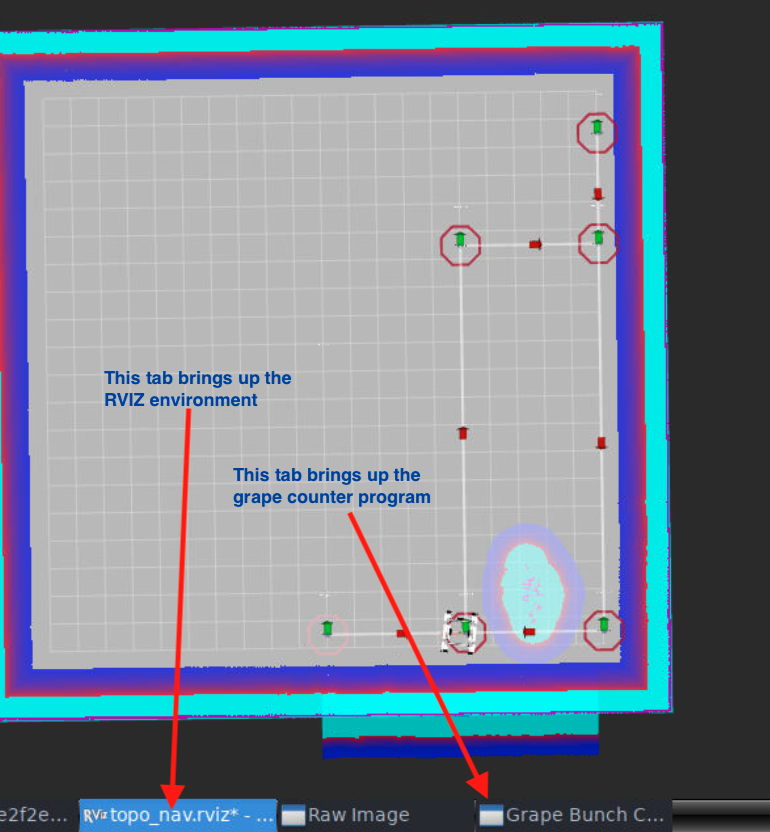 This tab brings up the
RVIZ environment
This tab brings up the
grape counter program
e2f2e...
RViz topo_nav.rviz* - ...
Raw Image
Grape Bunch C...